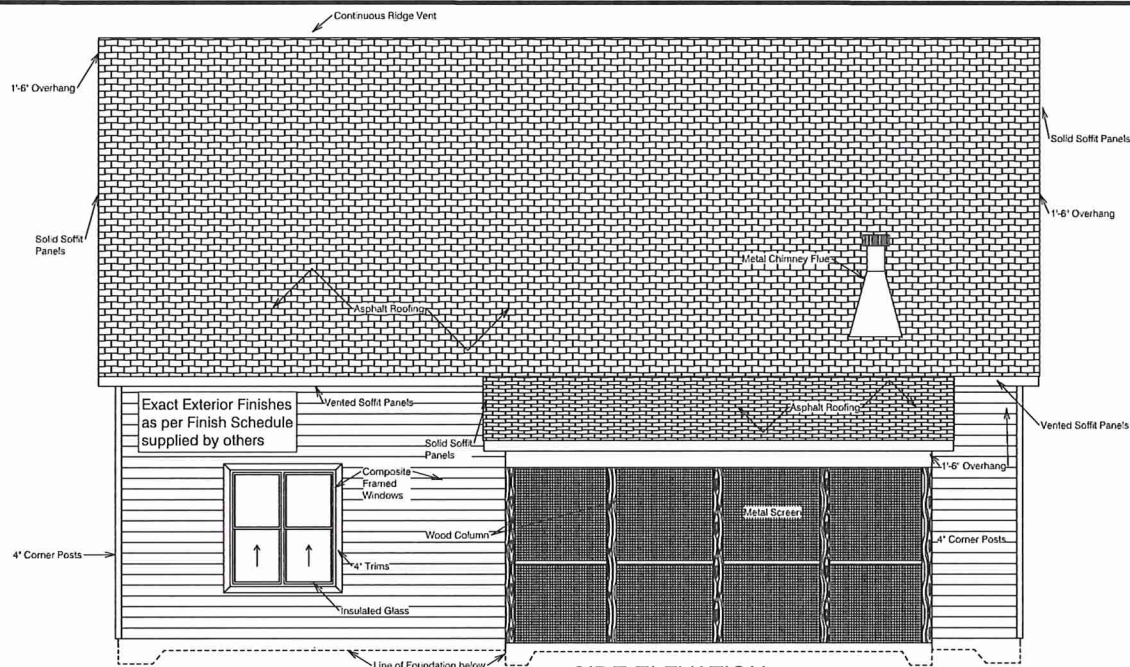 Continuous Ridge Vent
1'-6" Overhang
Solid Soffit Panels
1'-6" Overhang
Solid Soffit
Panels
Metal Chimney Flue
Asphalt Roofing
Exact Exterior Finishes
as per Finish Schedule
supplied by others
Vented Soffit Panels
Asphalt Roofing
Vented Soffit Panels
Solid Soffit
Panels
1'-6" Overhang
Composite
Framed
Windows
Metal Screen
Wood Column
4" Corner Posts
4" Corner Posts
4" Trims
Insulated Glass
Line of Foundation below
SIDE ELEVATION